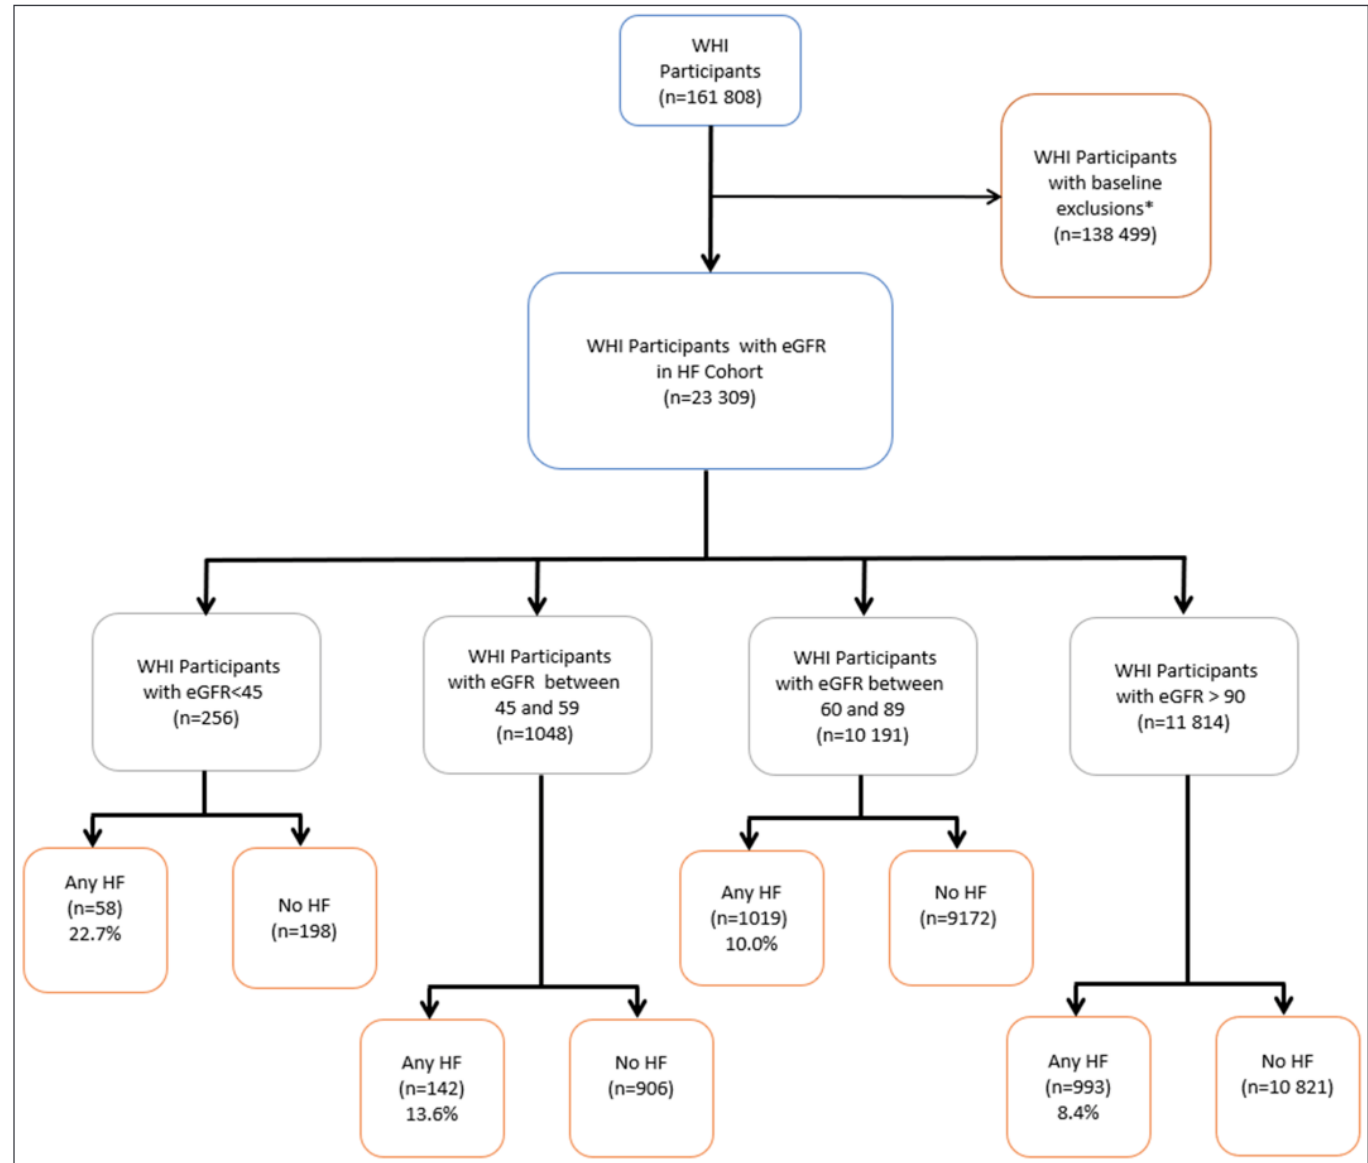 WHI
Participants
(n=161 808)
WHI Participants
with baseline
exclusions*
(n=138 499)
WHI Participants with eGFR
in HF Cohort
(n=23 309)
WHI Participants
with eGFR<45
(n=256)
WHI Participants
with eGFR between
45 and 59
(n=1048)
WHI Participants
with eGFR between
60 and 89
(n=10 191)
WHI Participants
with eGFR > 90
(n=11 814)
Any HF
(n=58)
22.7%
No HF
(n=198)
Any HF
(n=142)
13.6%
No HF
(n=906)
Any HF
(n=1019)
10.0%
No HF
(n=9172)
Any HF
(n=993)
8.4%
No HF
(n=10 821)